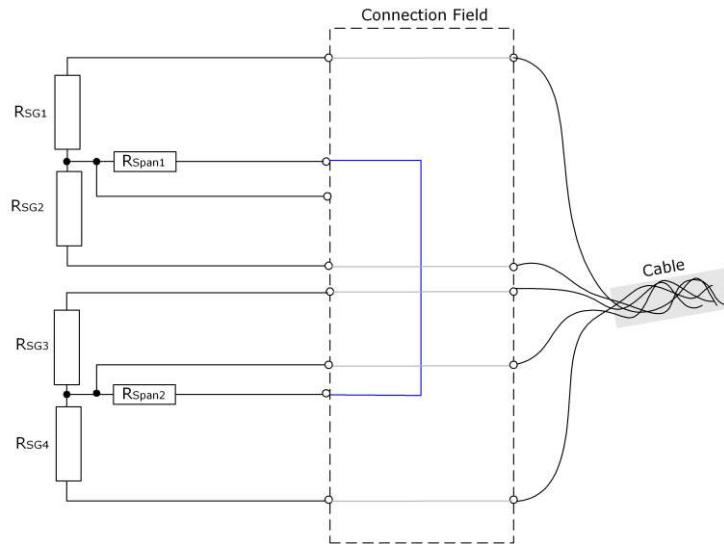 Connection Field
RSG1
RSpan1
RSG2
Cable
RSG3
RSpan2
RSG4